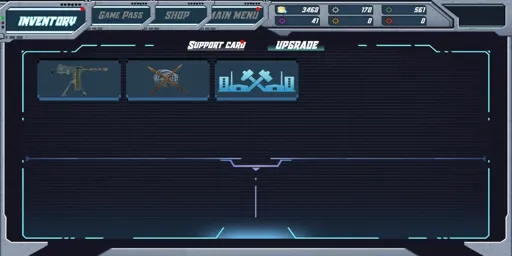 INVENTORY
GAME PASS
SHOP
MAIN MENU
3460
170
561
41
0
0
SUPPORT CARD
UPGRADE